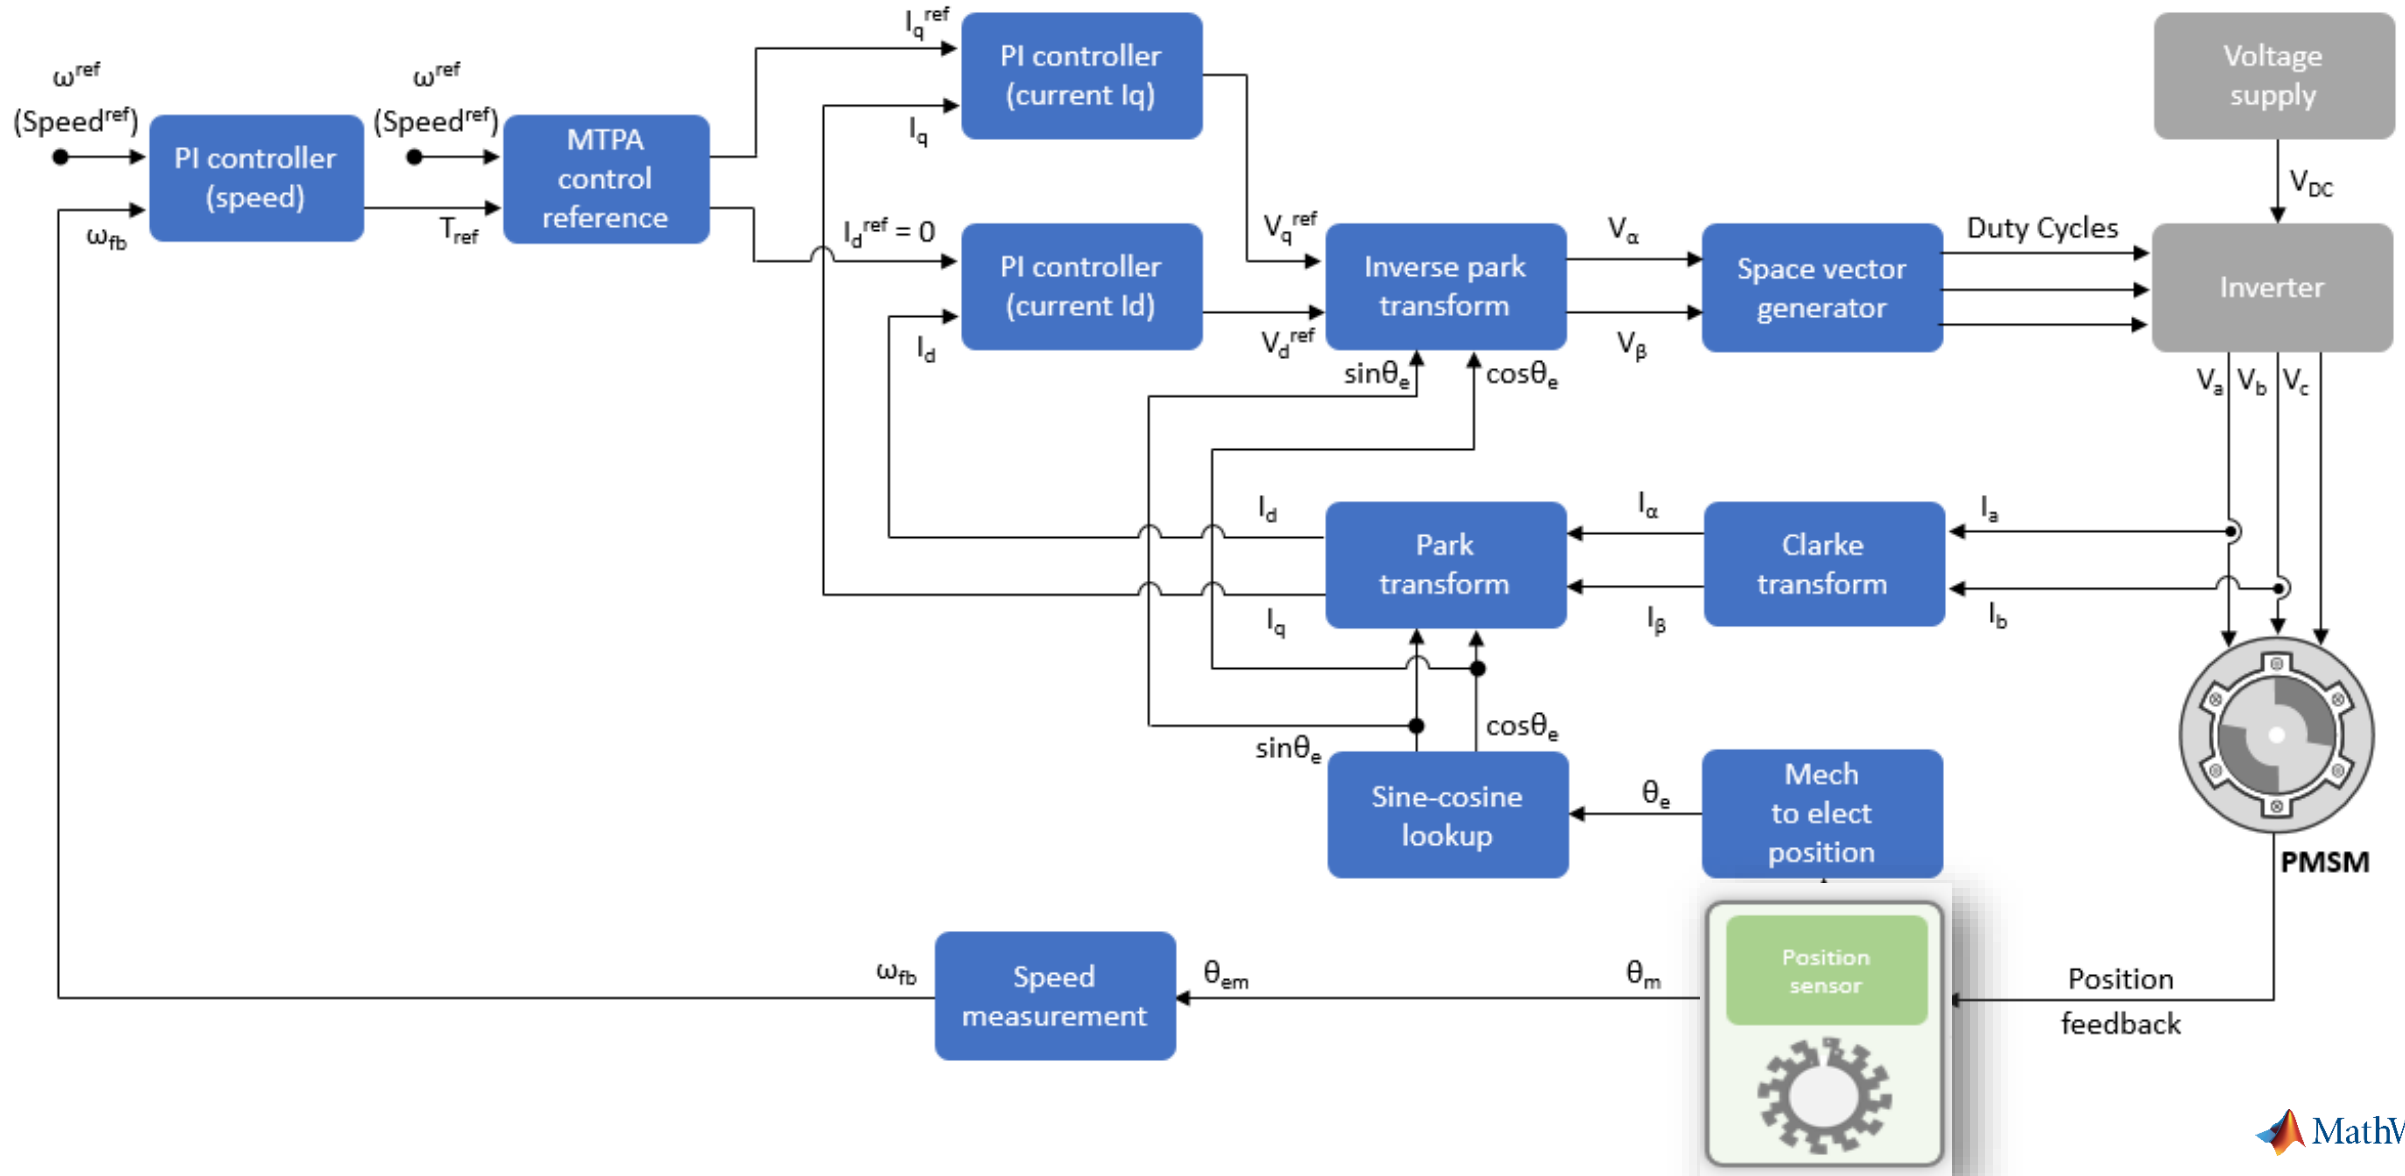 ω^ref
(Speed^ref)
ω_fb
PI controller
(speed)
ω^ref
(Speed^ref)
T_ref
MTPA
control
reference
I_q^ref
I_q
PI controller
(current Iq)
I_d^ref = 0
I_d
PI controller
(current Id)
V_q^ref
V_d^ref
Inverse park
transform
sinθ_e
cosθ_e
V_α
V_β
Space vector
generator
Duty Cycles
Voltage
supply
V_DC
Inverter
V_a
V_b
V_c
I_d
I_q
Park
transform
I_α
I_β
Clarke
transform
I_a
I_b
sinθ_e
cosθ_e
Sine-cosine
lookup
θ_e
Mech
to elect
position
PMSM
ω_fb
Speed
measurement
θ_em
θ_m
Position
sensor
Position
feedback